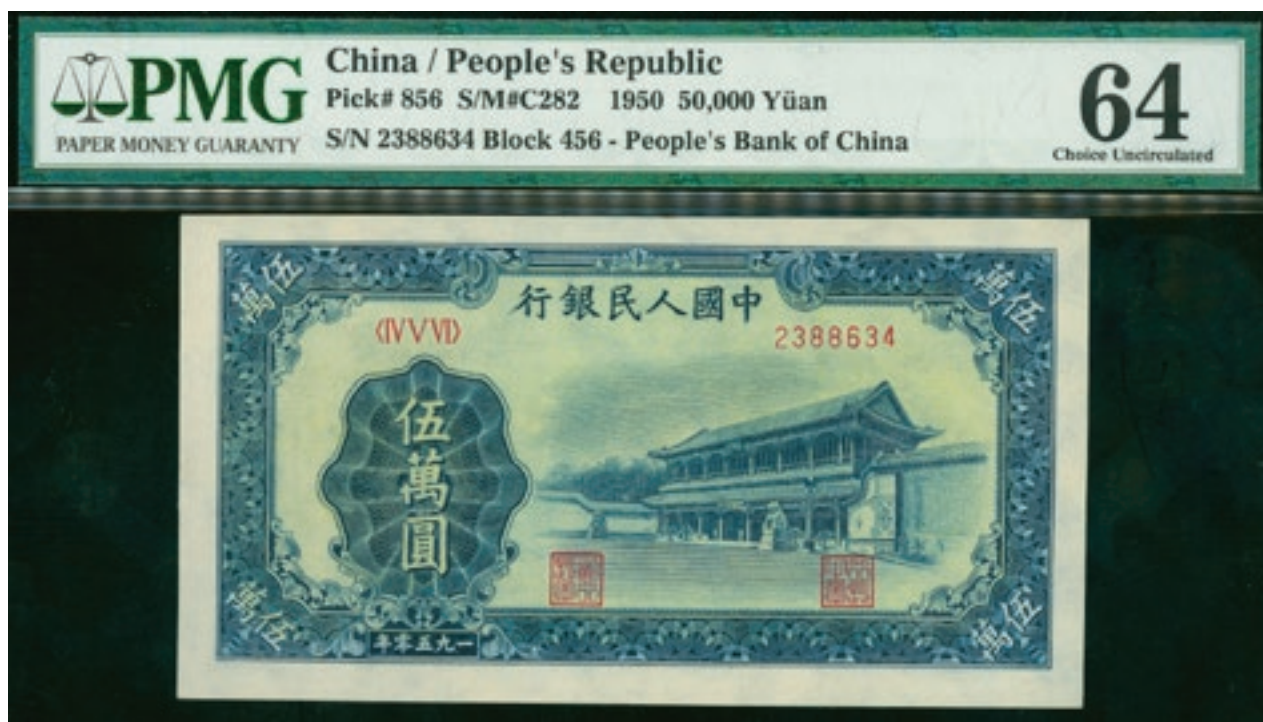 PMG
PAPER MONEY GUARANTY
China / People's Republic
Pick# 856 S/M#C282 1950 50,000 Yüan
S/N 2388634 Block 456 - People's Bank of China
64
Choice Uncirculated
伍萬
行銀民人國中
萬伍
⟨IV V VI⟩
2388634
伍萬圓
萬伍
年零五九一
萬伍